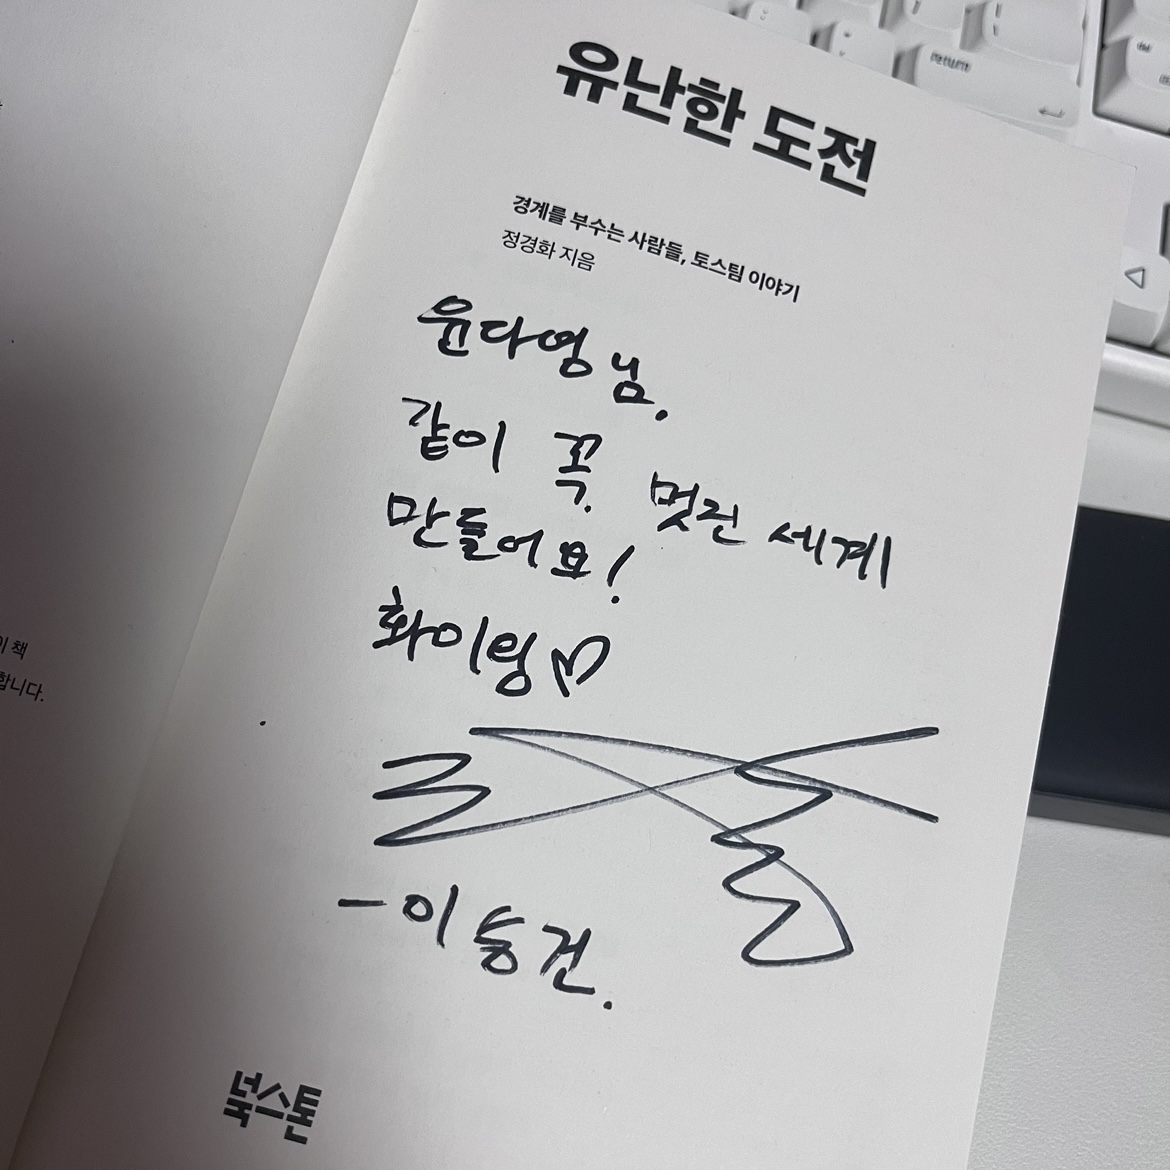 유난한 도전
경계를 부수는 사람들, 토스팀 이야기
정경화 지음
윤다영님.
같이 꼭 멋진 세계
만들어요!
화이팅♡
- 이승건.
북스톤
이 책
합니다.
return